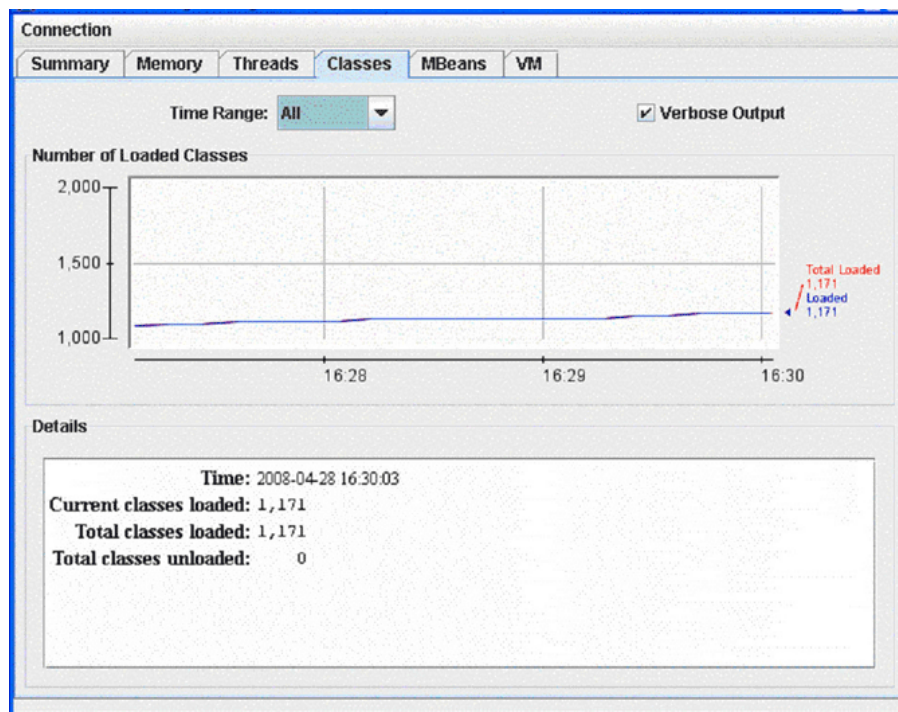 Connection
Summary Memory Threads Classes MBeans VM
Time Range: All Verbose Output
Number of Loaded Classes
2,000
1,500
1,000
Total Loaded
1,171
Loaded
1,171
16:28 16:29 16:30
Details
Time: 2008-04-28 16:30:03
Current classes loaded: 1,171
Total classes loaded: 1,171
Total classes unloaded: 0